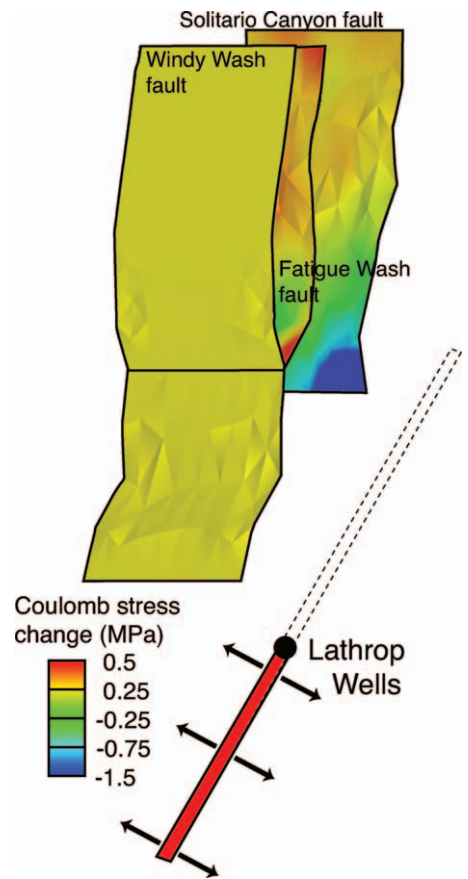 Solitario Canyon fault
Windy Wash
fault
Fatigue Wash
fault
Coulomb stress
change (MPa)
0.5
0.25
-0.25
-0.75
-1.5
Lathrop
Wells